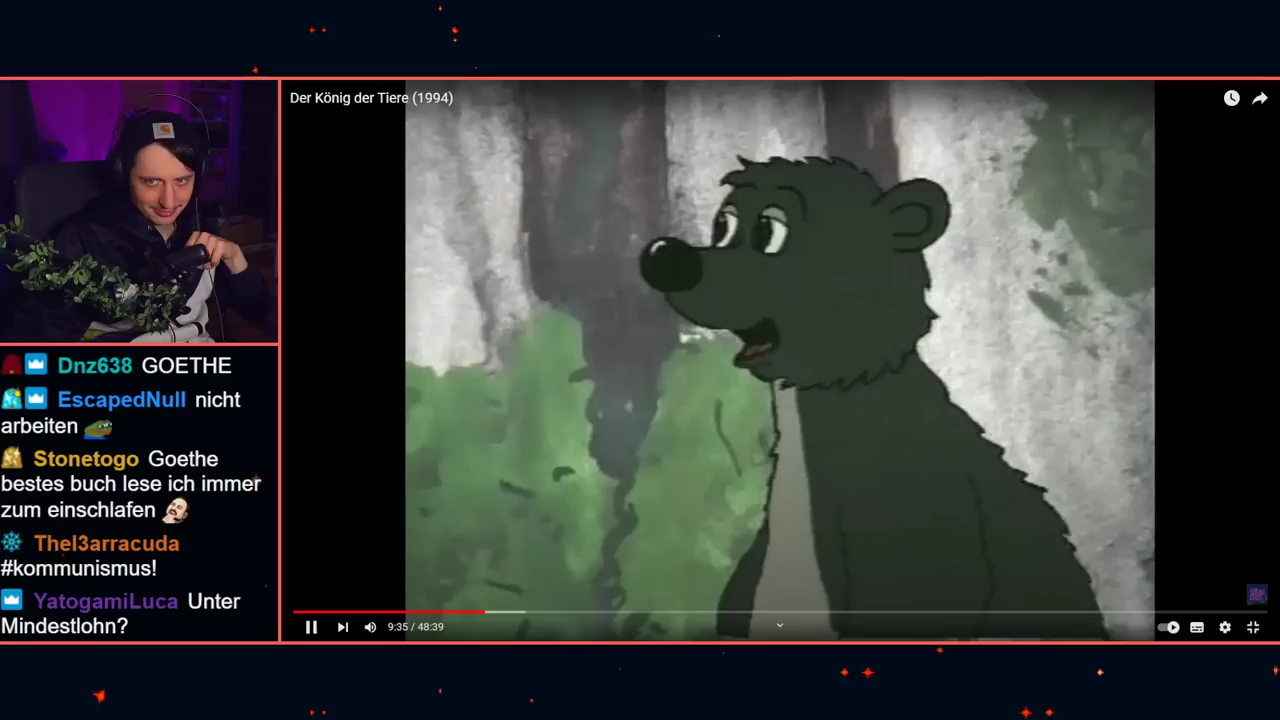 Der König der Tiere (1994)
Dnz638 GOETHE
EscapedNull nicht
arbeiten
Stonetogo Goethe
bestes buch lese ich immer
zum einschlafen
Thel3arracuda
#kommunismus!
YatogamiLuca Unter
Mindestlohn?
9:35 / 48:39